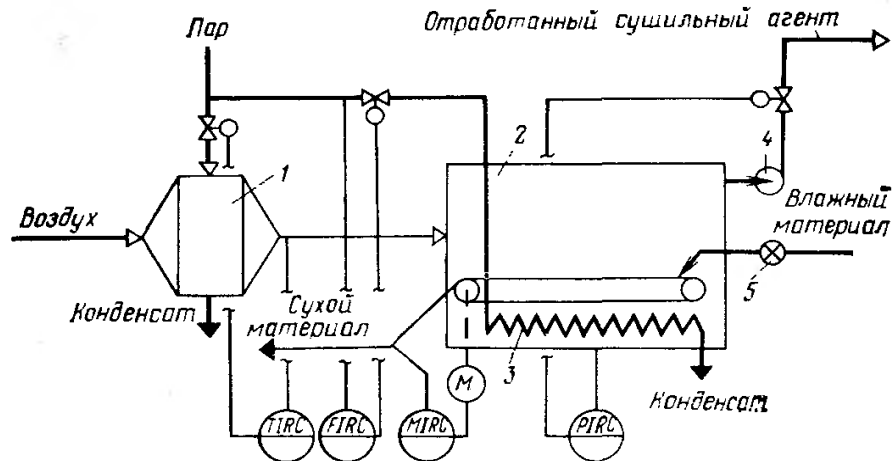 Пар
Отработанный сушильный агент
1
2
4
Воздух
Влажный
материал
5
Конденсат
Сухой
материал
3
M
Конденсат
TIRC
FIRC
MIRC
PIRC